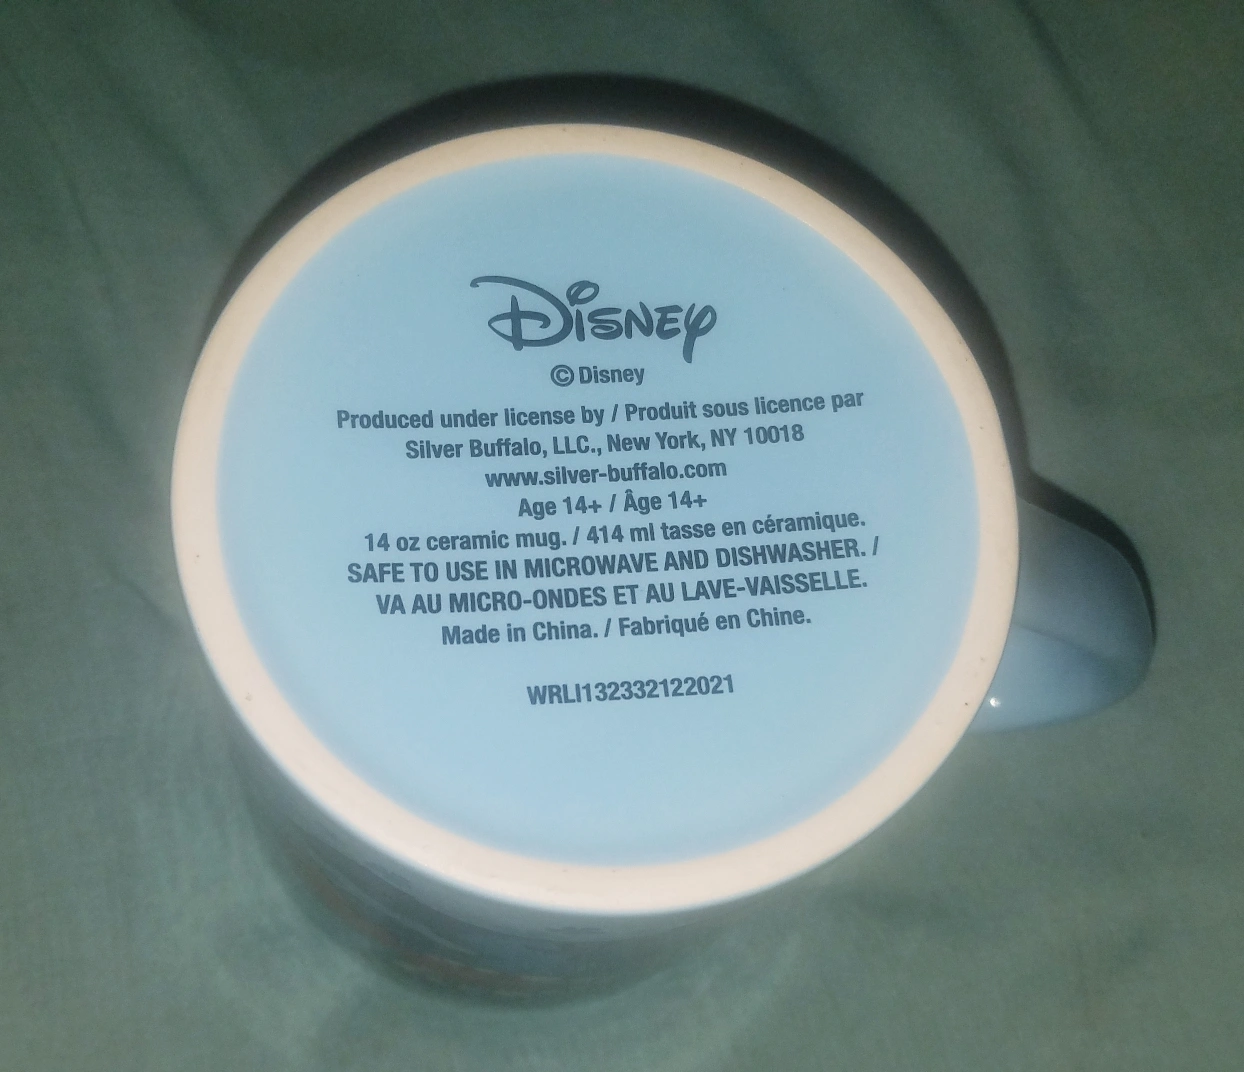 Disney
© Disney
Produced under license by / Produit sous licence par
Silver Buffalo, LLC., New York, NY 10018
www.silver-buffalo.com
Age 14+ / Âge 14+
14 oz ceramic mug. / 414 ml tasse en céramique.
SAFE TO USE IN MICROWAVE AND DISHWASHER. /
VA AU MICRO-ONDES ET AU LAVE-VAISSELLE.
Made in China. / Fabriqué en Chine.
WRLI132332122021